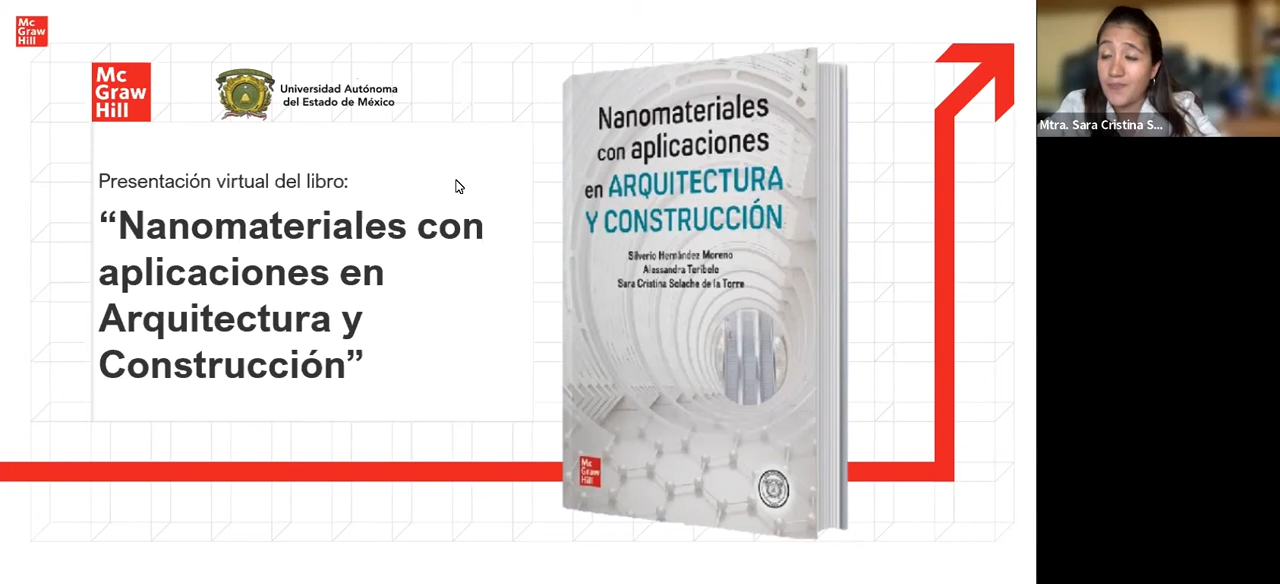 Mc
Graw
Hill
Mc
Graw
Hill
Universidad Autónoma
del Estado de México
Presentación virtual del libro:
“Nanomateriales con
aplicaciones en
Arquitectura y
Construcción”
Nanomateriales
con aplicaciones
en ARQUITECTURA
Y CONSTRUCCIÓN
Silverio Hernández Moreno
Alessandra Teribele
Sara Cristina Solache de la Torre
Mc
Graw
Hill
Mtra. Sara Cristina S...